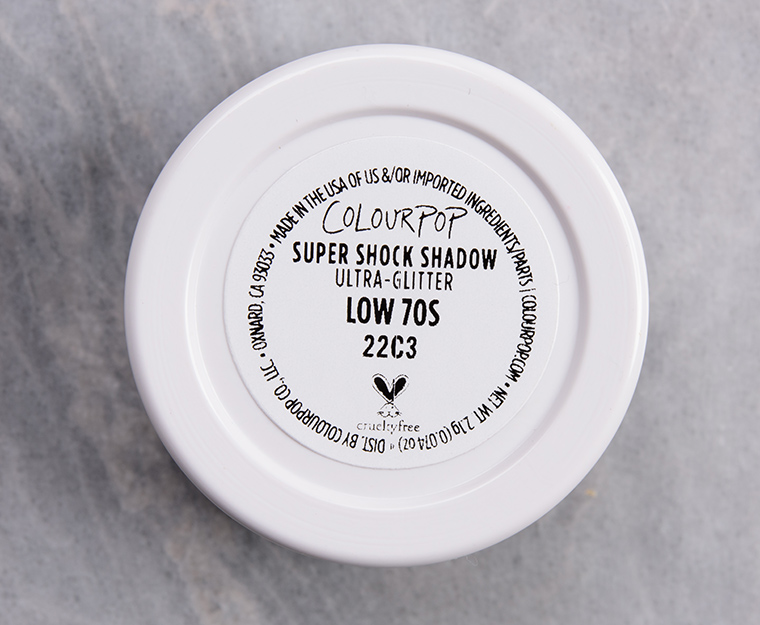 COLOURPOP
SUPER SHOCK SHADOW
ULTRA-GLITTER
LOW 70S
22C3
crueltyfree
MADE IN THE USA OF US &/OR IMPORTED INGREDIENTS/PARTS | COLOURPOP.COM • NET WT 2.1g (0.074 OZ) • DIST. BY COLOURPOP CO., LLC. • OXNARD, CA 93033 •